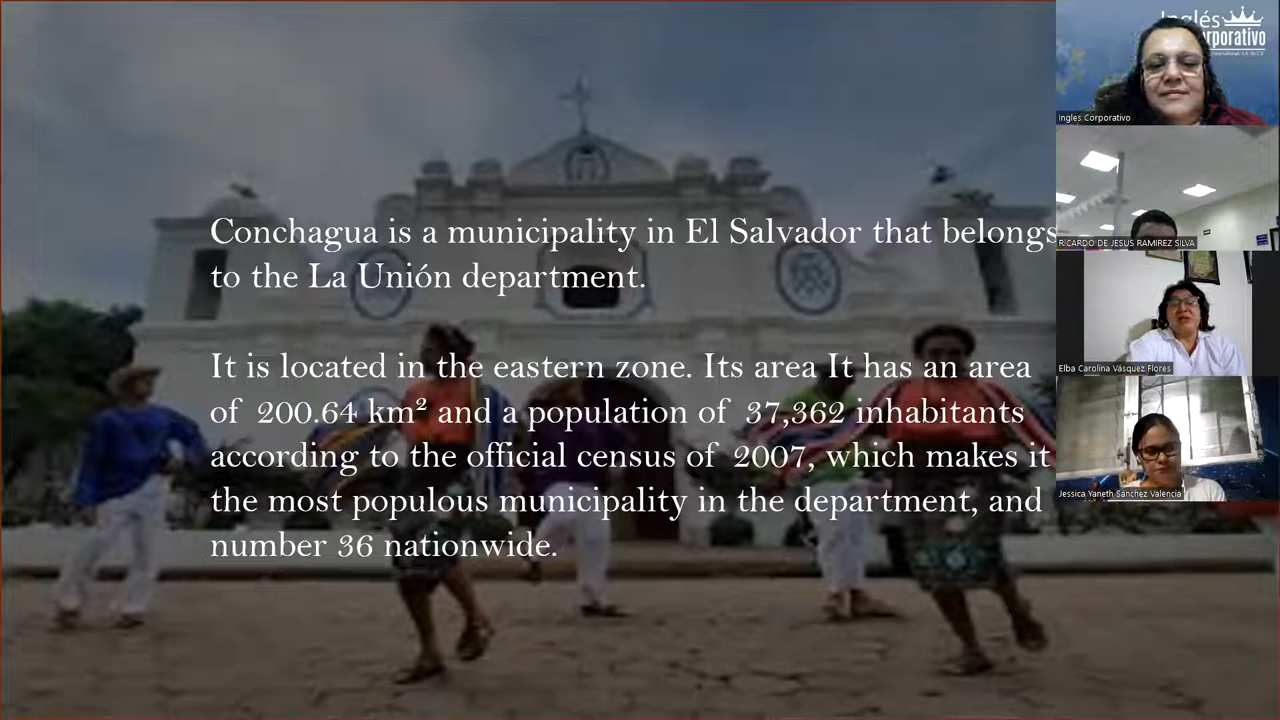 Conchagua is a municipality in El Salvador that belongs
to the La Unión department.
It is located in the eastern zone. Its area It has an area
of 200.64 km² and a population of 37,362 inhabitants
according to the official census of 2007, which makes it
the most populous municipality in the department, and
number 36 nationwide.
Inglés
Ingles Corporativo
RICARDO DE JESUS RAMIREZ SILVA
Elba Carolina Vásquez Flores
Jessica Yaneth Sánchez Valencia